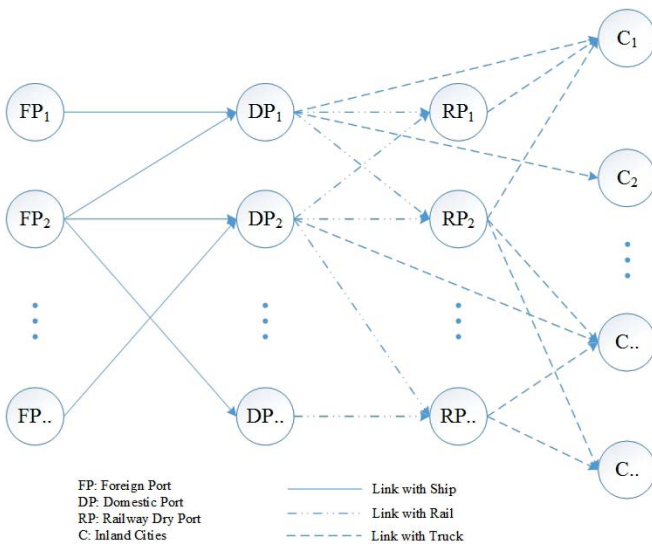 C1
FP1 DP1 RP1
C2
FP2 DP2 RP2
C..
FP.. DP.. RP..
C..
FP: Foreign Port
DP: Domestic Port
RP: Railway Dry Port
C: Inland Cities
Link with Ship
Link with Rail
Link with Truck